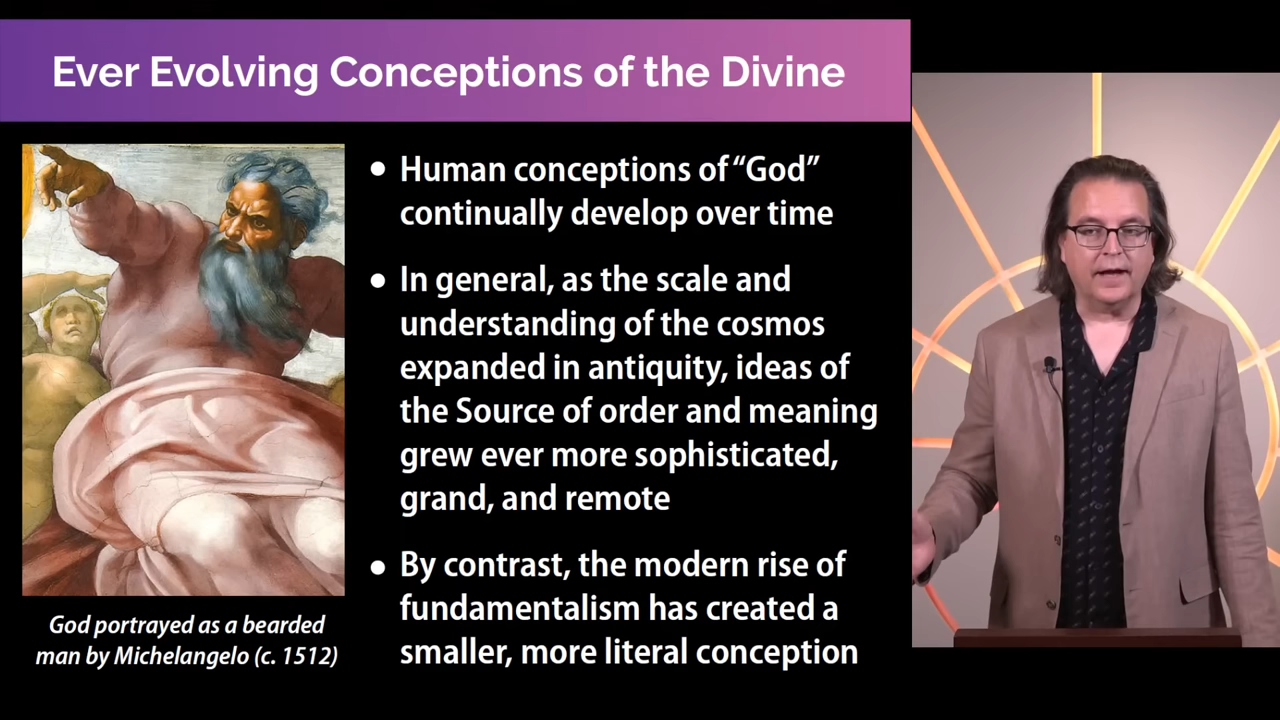 Ever Evolving Conceptions of the Divine
• Human conceptions of “God”
continually develop over time
• In general, as the scale and
understanding of the cosmos
expanded in antiquity, ideas of
the Source of order and meaning
grew ever more sophisticated,
grand, and remote
• By contrast, the modern rise of
fundamentalism has created a
smaller, more literal conception
God portrayed as a bearded
man by Michelangelo (c. 1512)